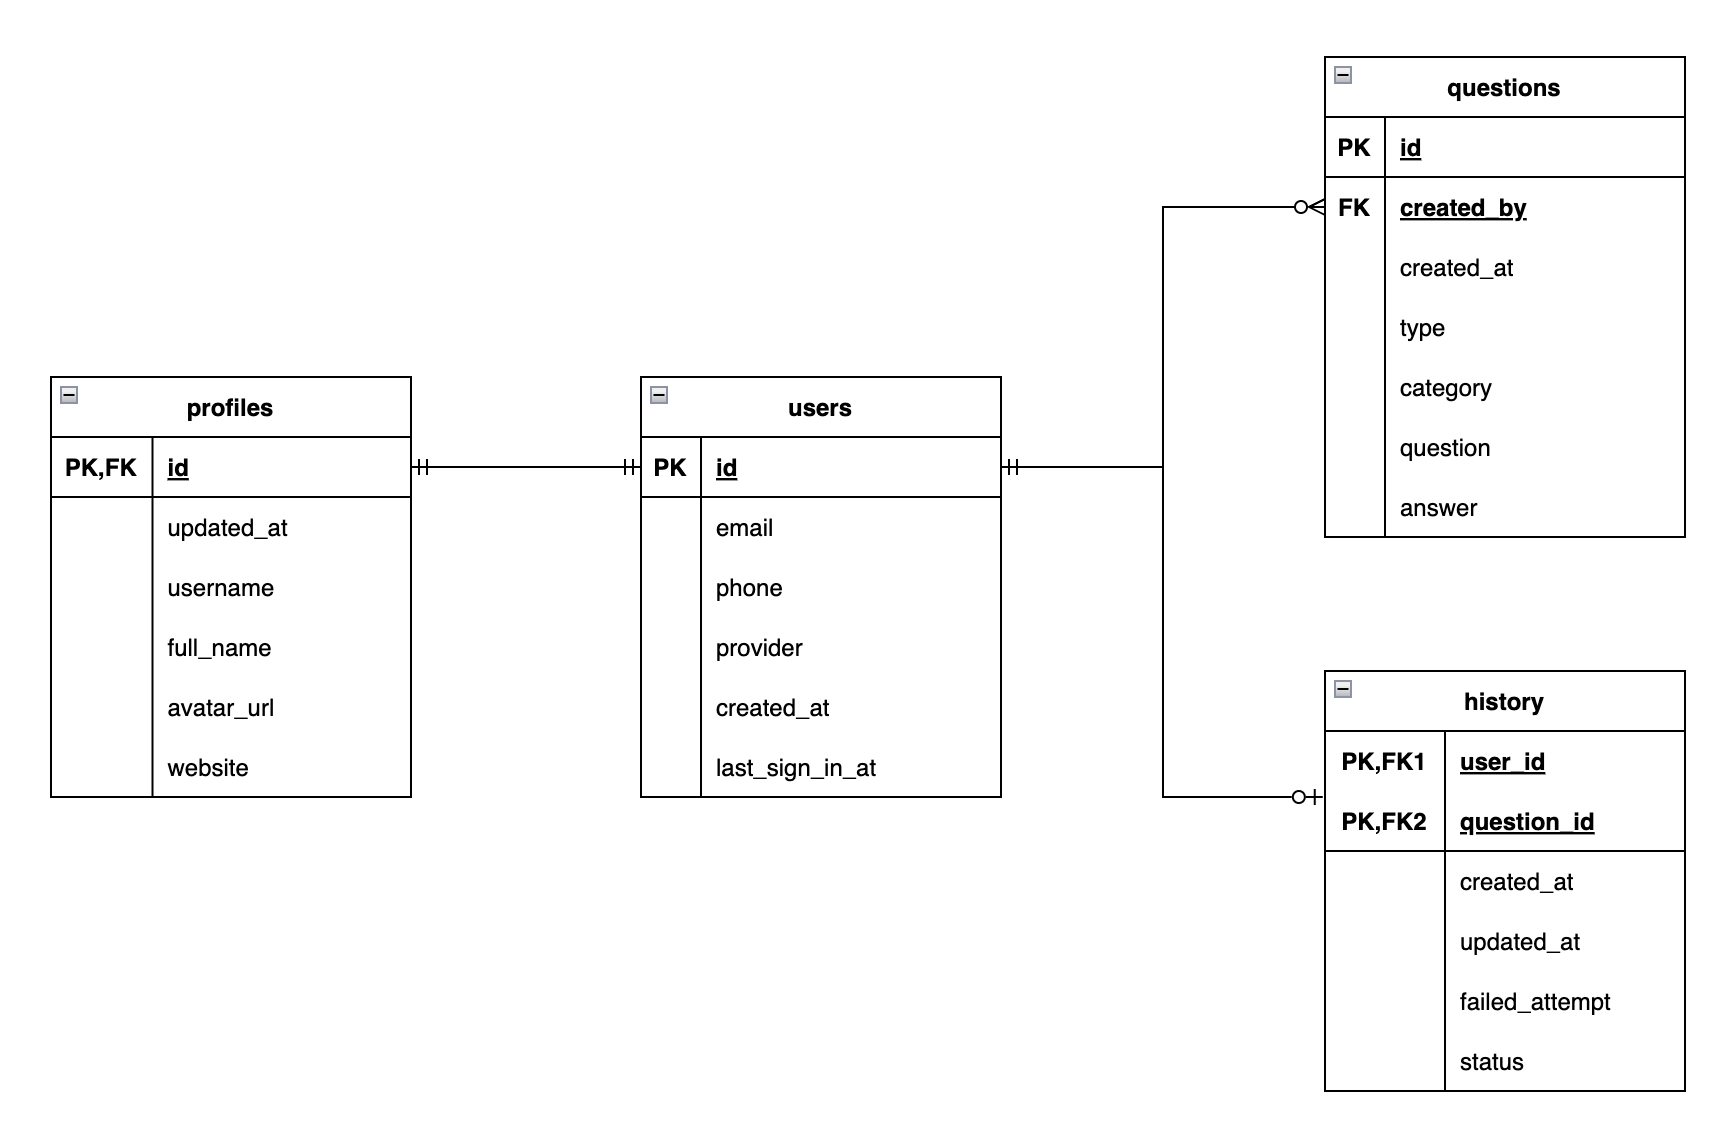 profiles
PK,FK id
updated_at
username
full_name
avatar_url
website
users
PK id
email
phone
provider
created_at
last_sign_in_at
questions
PK id
FK created_by
created_at
type
category
question
answer
history
PK,FK1 user_id
PK,FK2 question_id
created_at
updated_at
failed_attempt
status